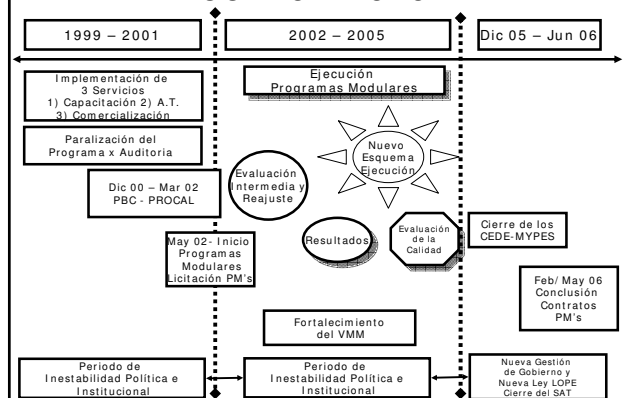 1999 – 2001
2002 – 2005
Dic 05 – Jun 06
Implementación de
3 Servicios
1) Capacitación 2) A.T.
3) Comercialización
Ejecución
Programas Modulares
Paralización del
Programa x Auditoria
Nuevo
Esquema
Ejecución
Dic 00 – Mar 02
PBC - PROCAL
Evaluación
Intermedia y
Reajuste
May 02- Inicio
Programas
Modulares
Licitación PM's
Resultados
Evaluación
de la
Calidad
Cierre de los
CEDE-MYPES
Feb/May 06
Conclusión
Contratos
PM's
Fortalecimiento
del VMM
Periodo de
Inestabilidad Política e
Institucional
Periodo de
Inestabilidad Política e
Institucional
Nueva Gestión
de Gobierno y
Nueva Ley LOPE
Cierre del SAT